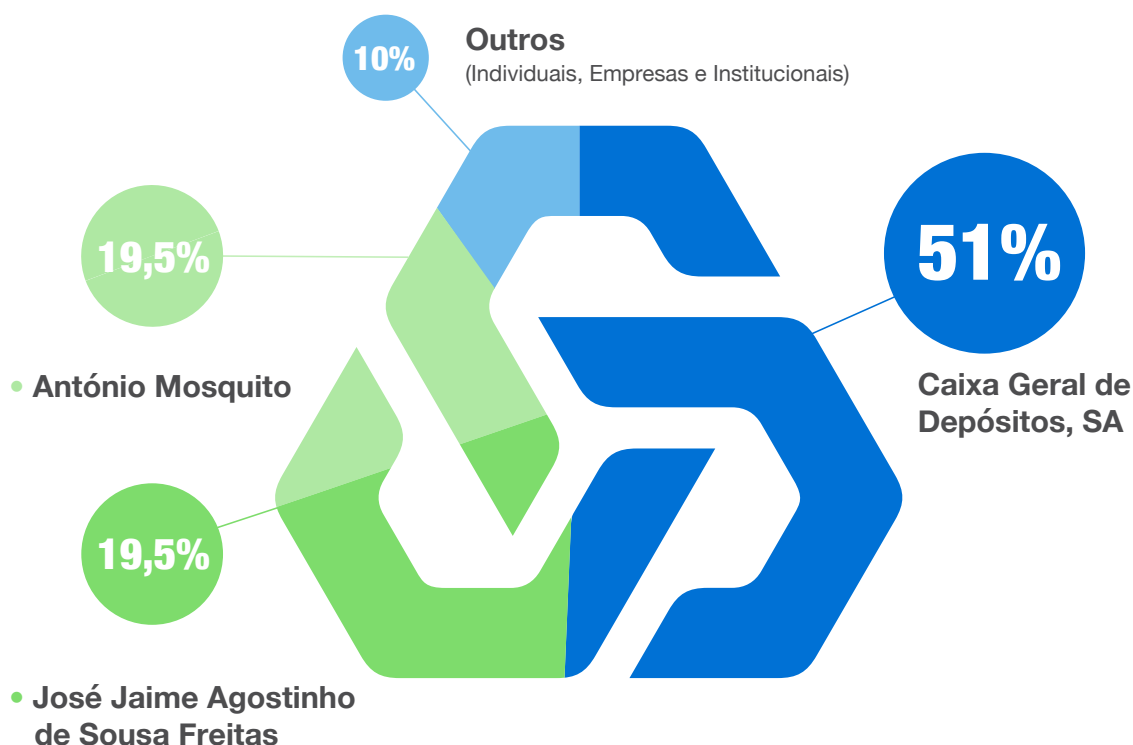 10%
Outros
(Individuais, Empresas e Institucionais)
19,5%
51%
• António Mosquito
Caixa Geral de
Depósitos, SA
19,5%
• José Jaime Agostinho
de Sousa Freitas